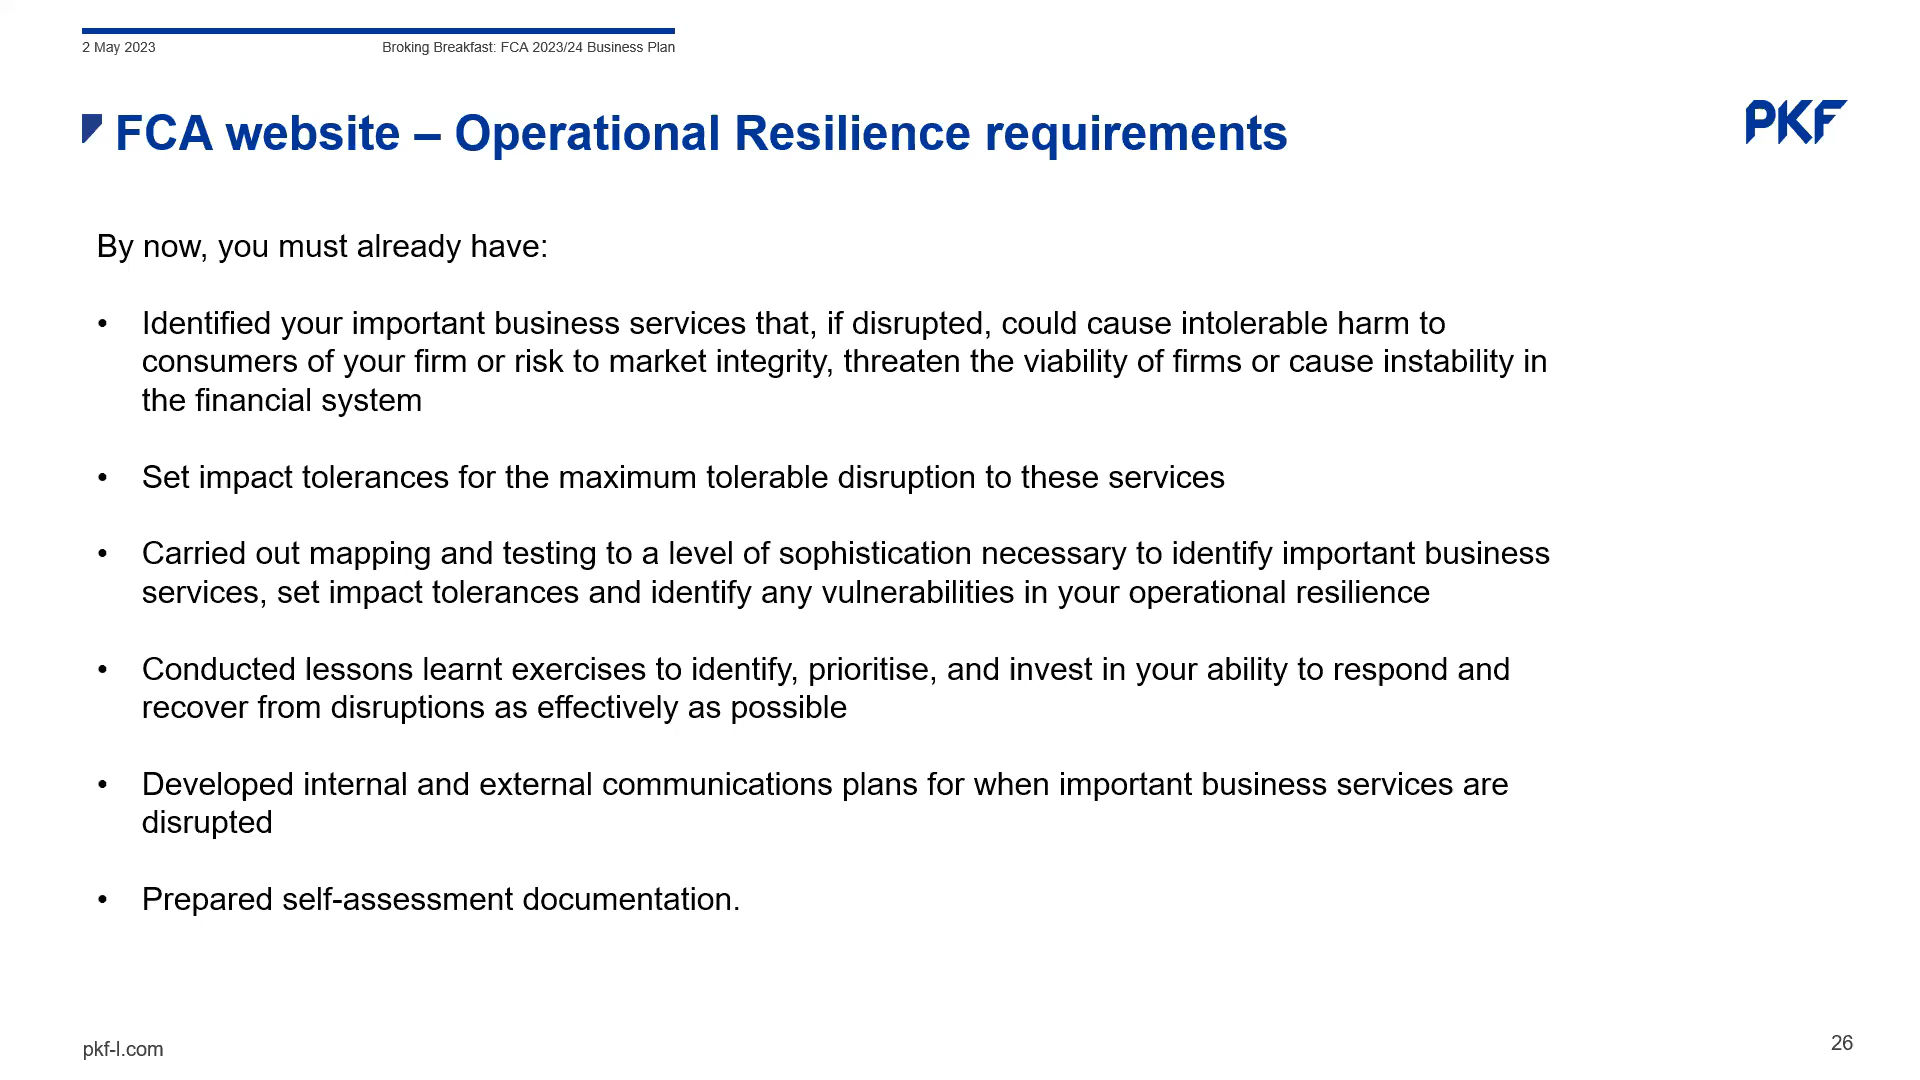 2 May 2023
Broking Breakfast: FCA 2023/24 Business Plan
FCA website – Operational Resilience requirements
PKF
By now, you must already have:
• Identified your important business services that, if disrupted, could cause intolerable harm to
consumers of your firm or risk to market integrity, threaten the viability of firms or cause instability in
the financial system
• Set impact tolerances for the maximum tolerable disruption to these services
• Carried out mapping and testing to a level of sophistication necessary to identify important business
services, set impact tolerances and identify any vulnerabilities in your operational resilience
• Conducted lessons learnt exercises to identify, prioritise, and invest in your ability to respond and
recover from disruptions as effectively as possible
• Developed internal and external communications plans for when important business services are
disrupted
• Prepared self-assessment documentation.
pkf-l.com
26